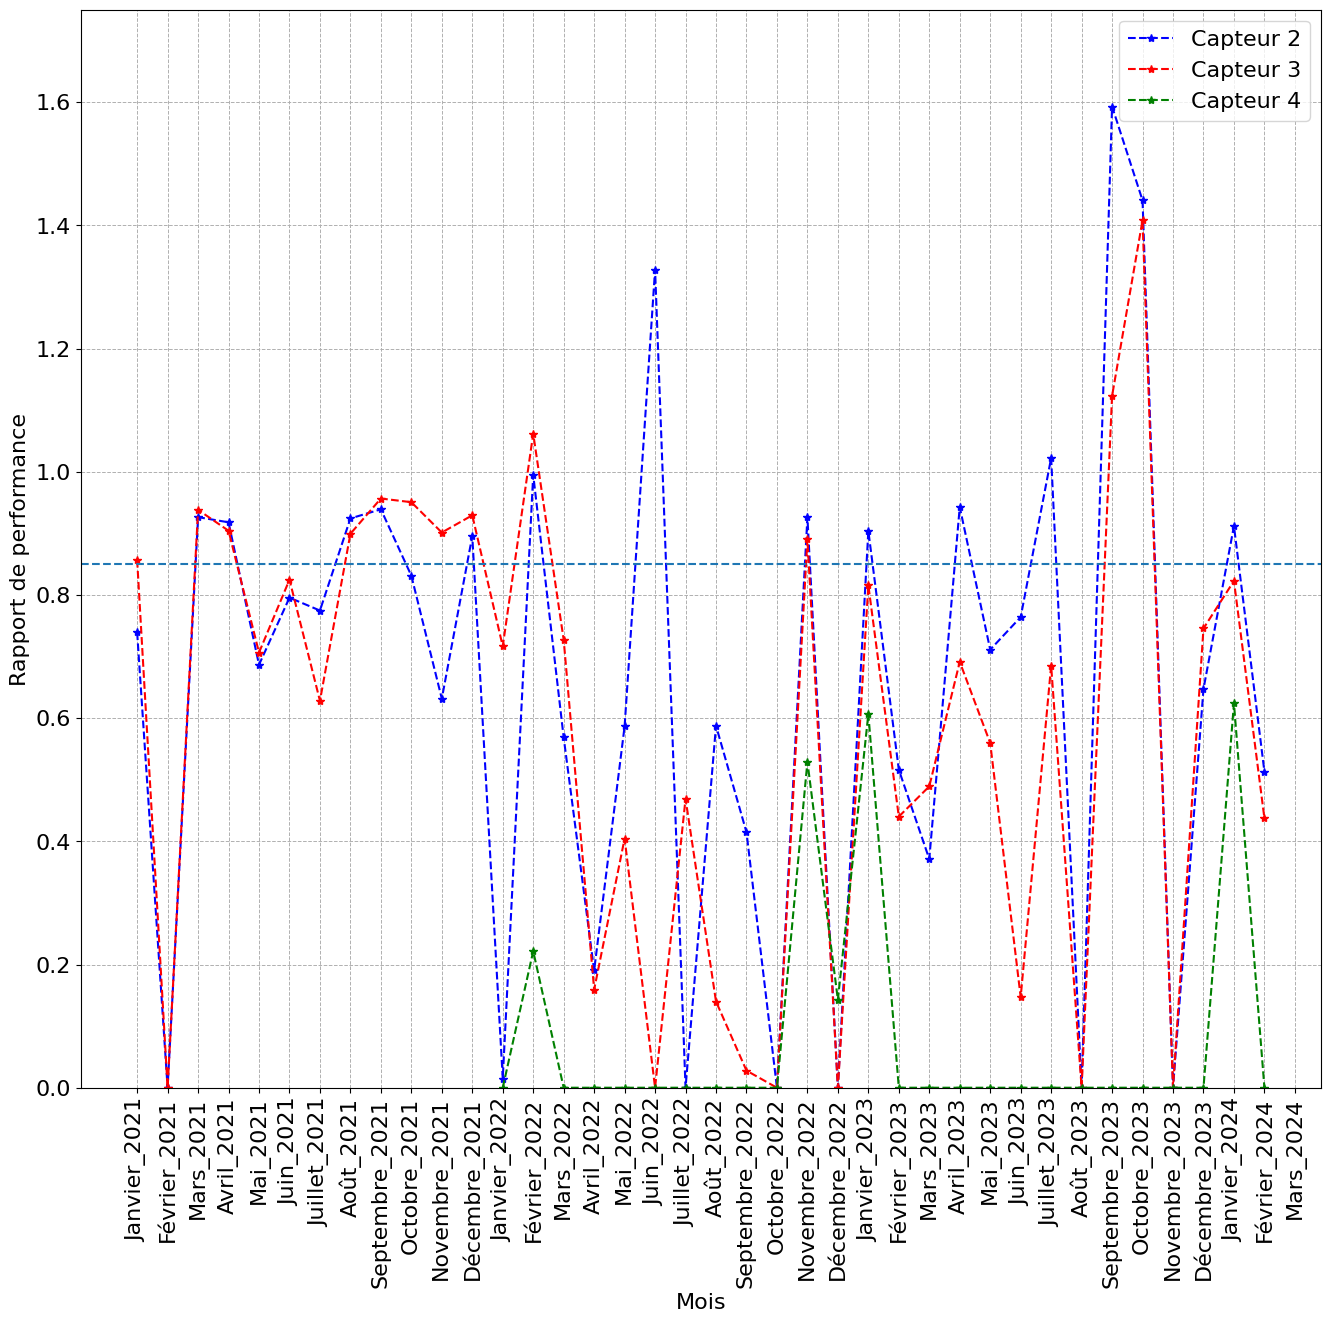 Capteur 2
Capteur 3
Capteur 4
Rapport de performance
1.6
1.4
1.2
1.0
0.8
0.6
0.4
0.2
0.0
Janvier_2021
Février_2021
Mars_2021
Avril_2021
Mai_2021
Juin_2021
Juillet_2021
Août_2021
Septembre_2021
Octobre_2021
Novembre_2021
Décembre_2021
Janvier_2022
Février_2022
Mars_2022
Avril_2022
Mai_2022
Juin_2022
Juillet_2022
Août_2022
Septembre_2022
Octobre_2022
Novembre_2022
Décembre_2022
Janvier_2023
Février_2023
Mars_2023
Avril_2023
Mai_2023
Juin_2023
Juillet_2023
Août_2023
Septembre_2023
Octobre_2023
Novembre_2023
Décembre_2023
Janvier_2024
Février_2024
Mars_2024
Mois